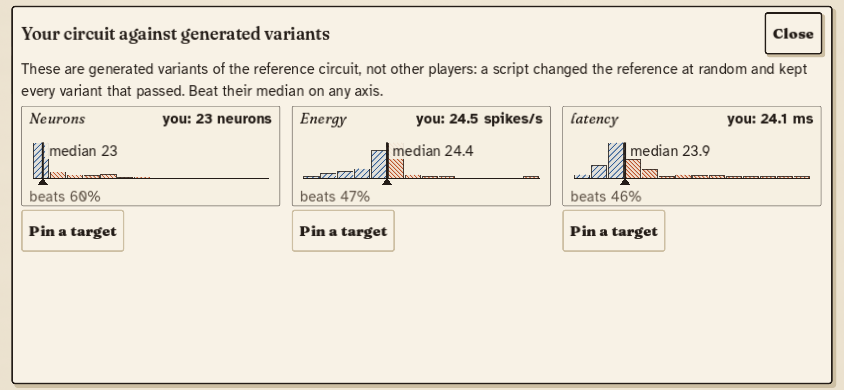 Your circuit against generated variants
Close
These are generated variants of the reference circuit, not other players: a script changed the reference at random and kept
every variant that passed. Beat their median on any axis.
Neurons you: 23 neurons
median 23
beats 60%
Pin a target
Energy you: 24.5 spikes/s
median 24.4
beats 47%
Pin a target
Latency you: 24.1 ms
median 23.9
beats 46%
Pin a target